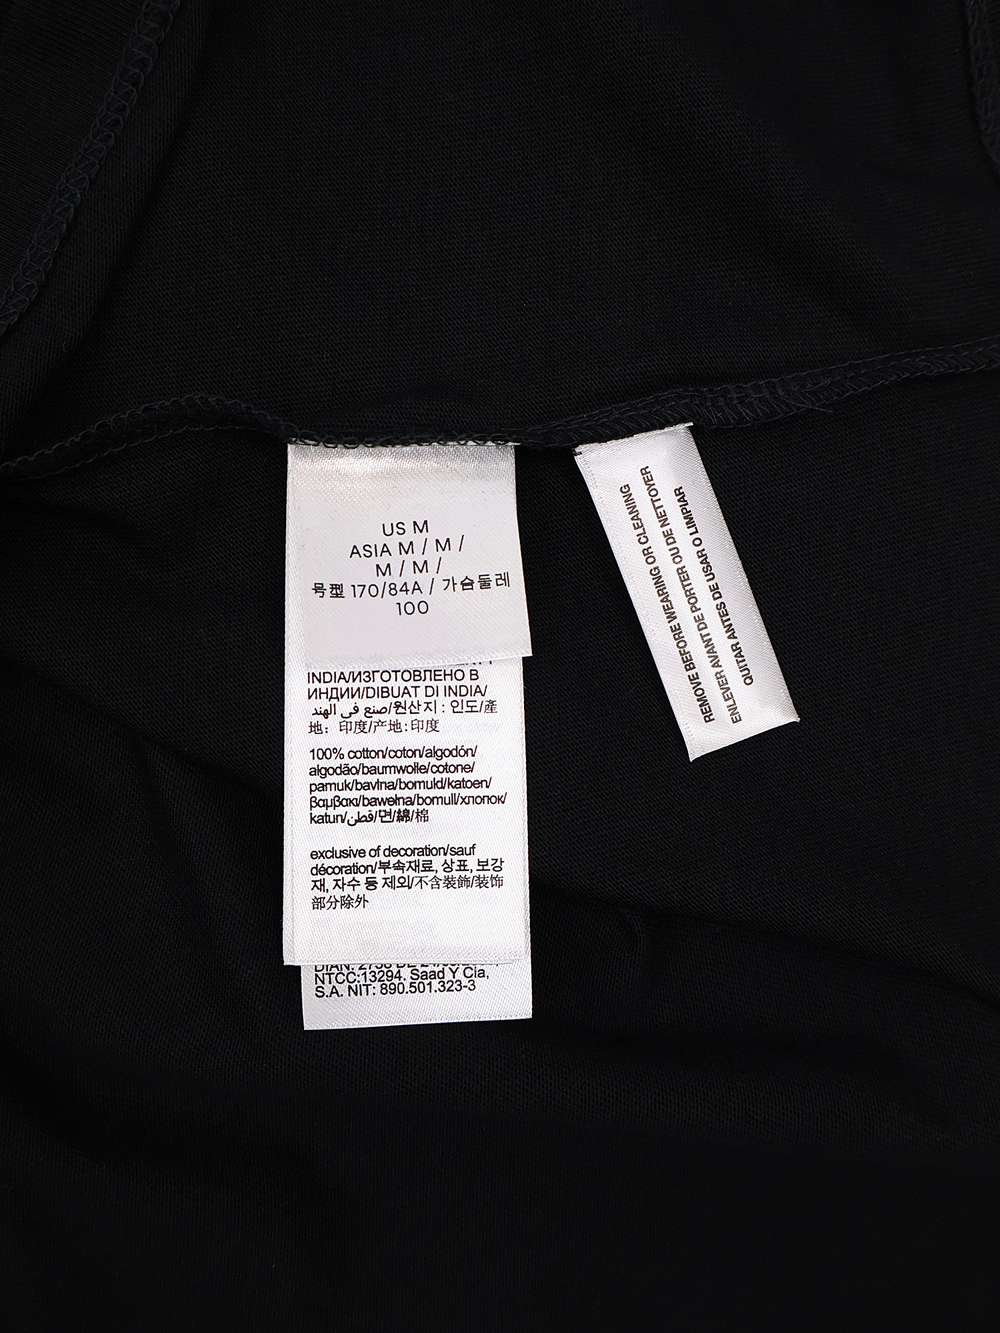 US M
ASIA M / M /
M / M /
号型 170/84A / 가슴둘레
100
INDIA/ИЗГОТОВЛЕНО В
ИНДИИ/DIBUAT DI INDIA/
صنع في الهند/원산지 : 인도/產
地: 印度/产地:印度
100% cotton/coton/algodón/
algodão/baumwolle/cotone/
pamuk/bavlna/bomuld/katoen/
βαμβακι/bawełna/bomull/хлопок/
katun/قطن/면/綿/棉
exclusive of decoration/sauf
décoration/부속재료, 상표, 보강
재, 자수 등 제외/不含裝飾/装饰
部分除外
NTCC:13294. Saad Y Cia,
S.A. NIT: 890.501.323-3
REMOVE BEFORE WEARING OR CLEANING
ENLEVER AVANT DE PORTER OU DE NETTOYER
QUITAR ANTES DE USAR O LIMPIAR